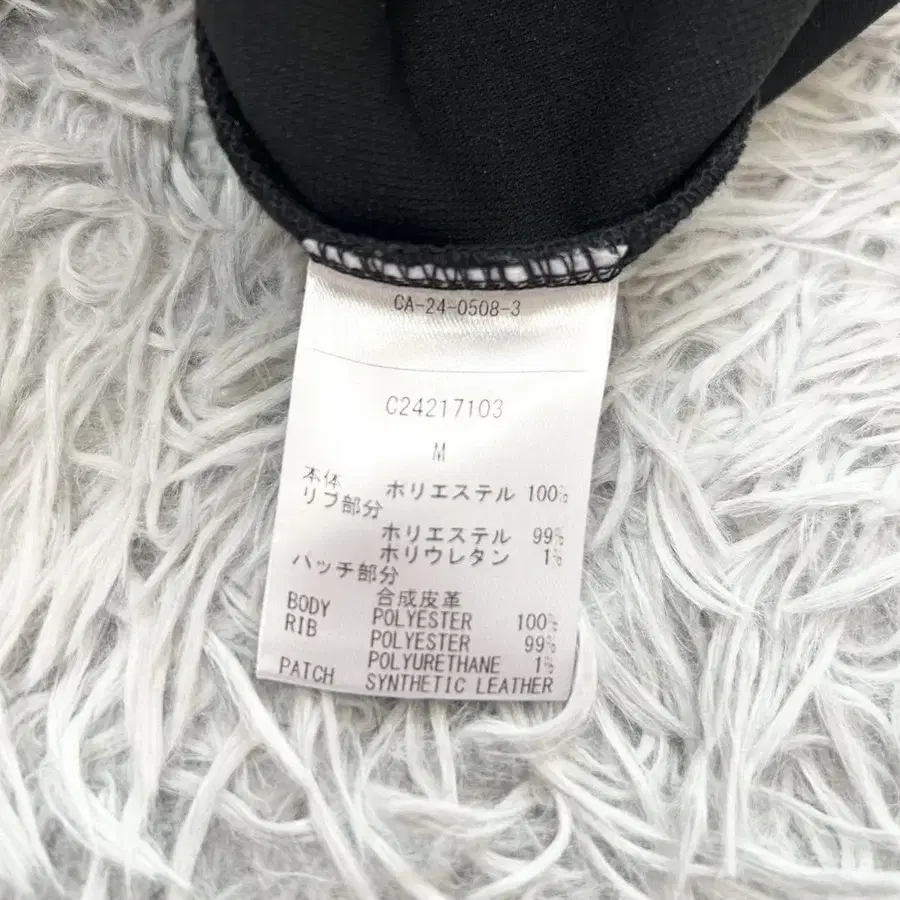 CA-24-0508-3
C24217103
M
本体 ポリエステル 100%
リブ部分
ポリエステル 99%
ポリウレタン 1%
パッチ部分
合成皮革
BODY POLYESTER 100%
RIB POLYESTER 99%
POLYURETHANE 1%
PATCH SYNTHETIC LEATHER